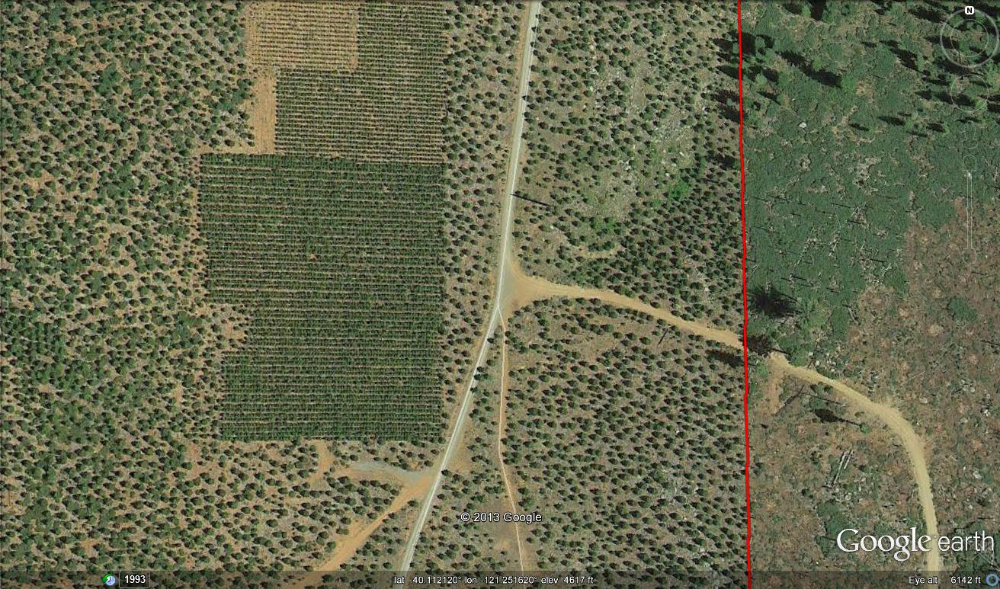 N
© 2013 Google
Google earth
1993
lat 40.112120° lon -121.251620° elev 4617 ft
Eye alt 6142 ft